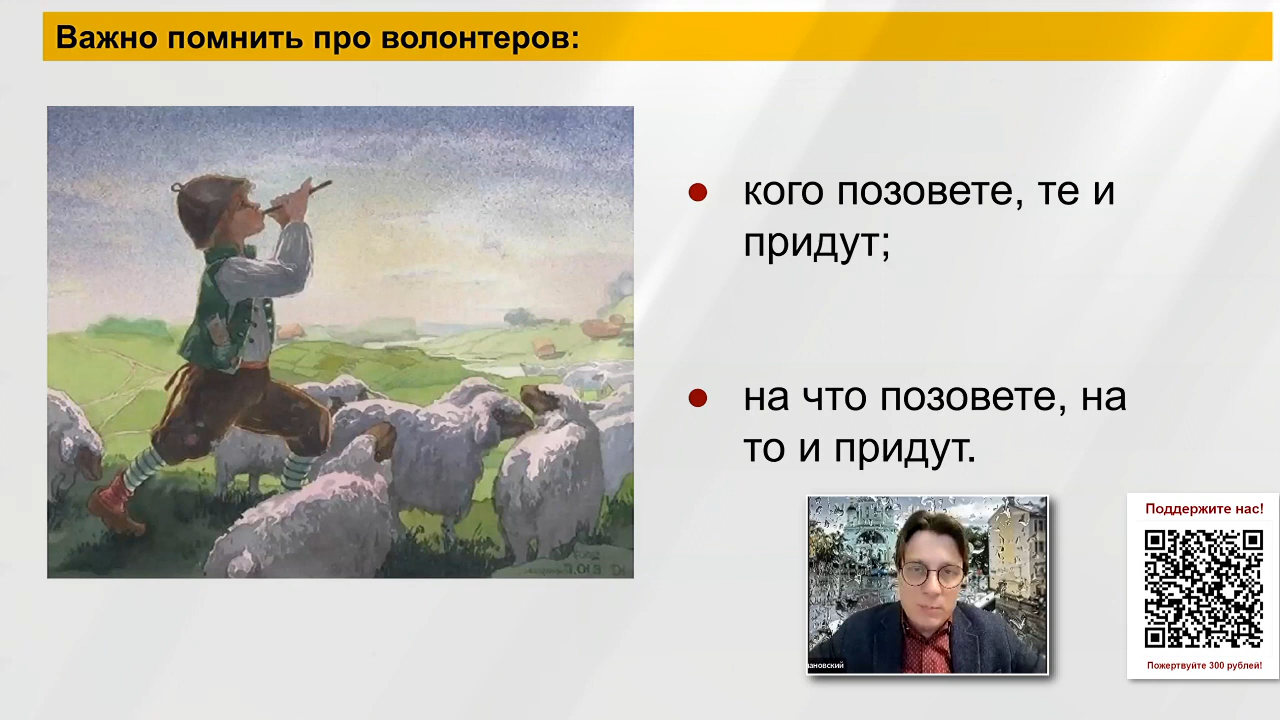 Важно помнить про волонтеров:
кого позовете, те и
придут;
на что позовете, на
то и придут.
Поддержите нас!
Пожертвуйте 300 рублей!